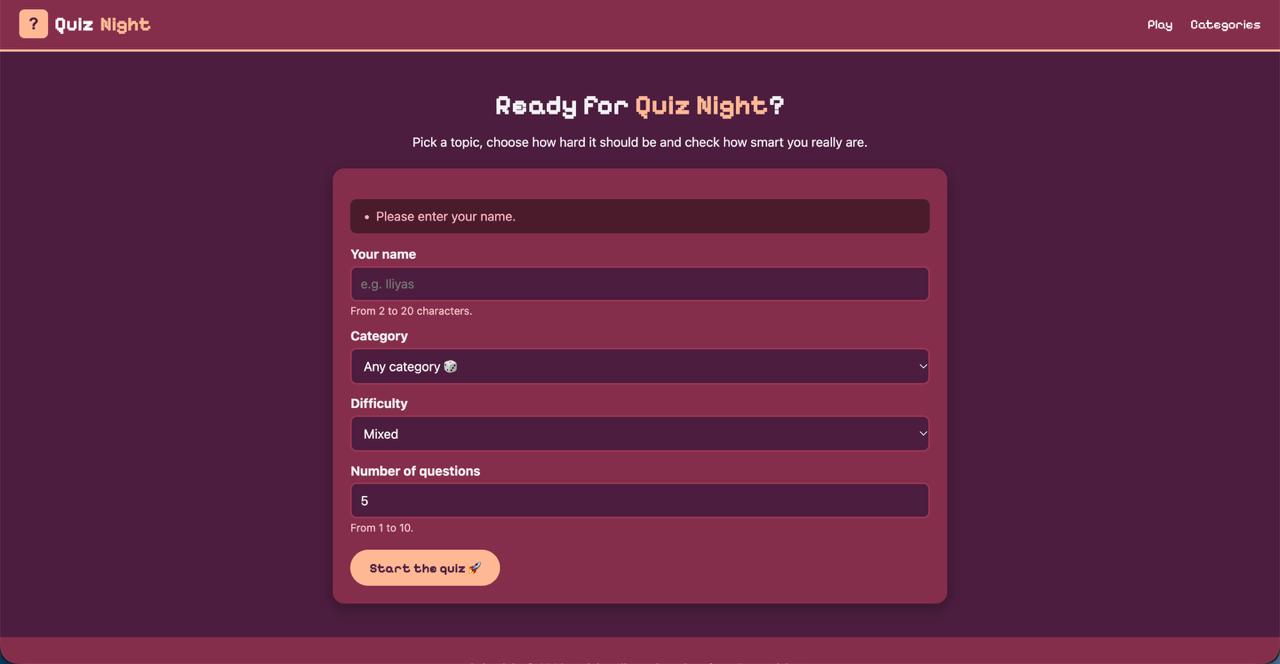 ? Quiz Night
Play Categories
Ready for Quiz Night?
Pick a topic, choose how hard it should be and check how smart you really are.
• Please enter your name.
Your name
e.g. Iliyas
From 2 to 20 characters.
Category
Any category 🎲
Difficulty
Mixed
Number of questions
5
From 1 to 10.
Start the quiz 🚀